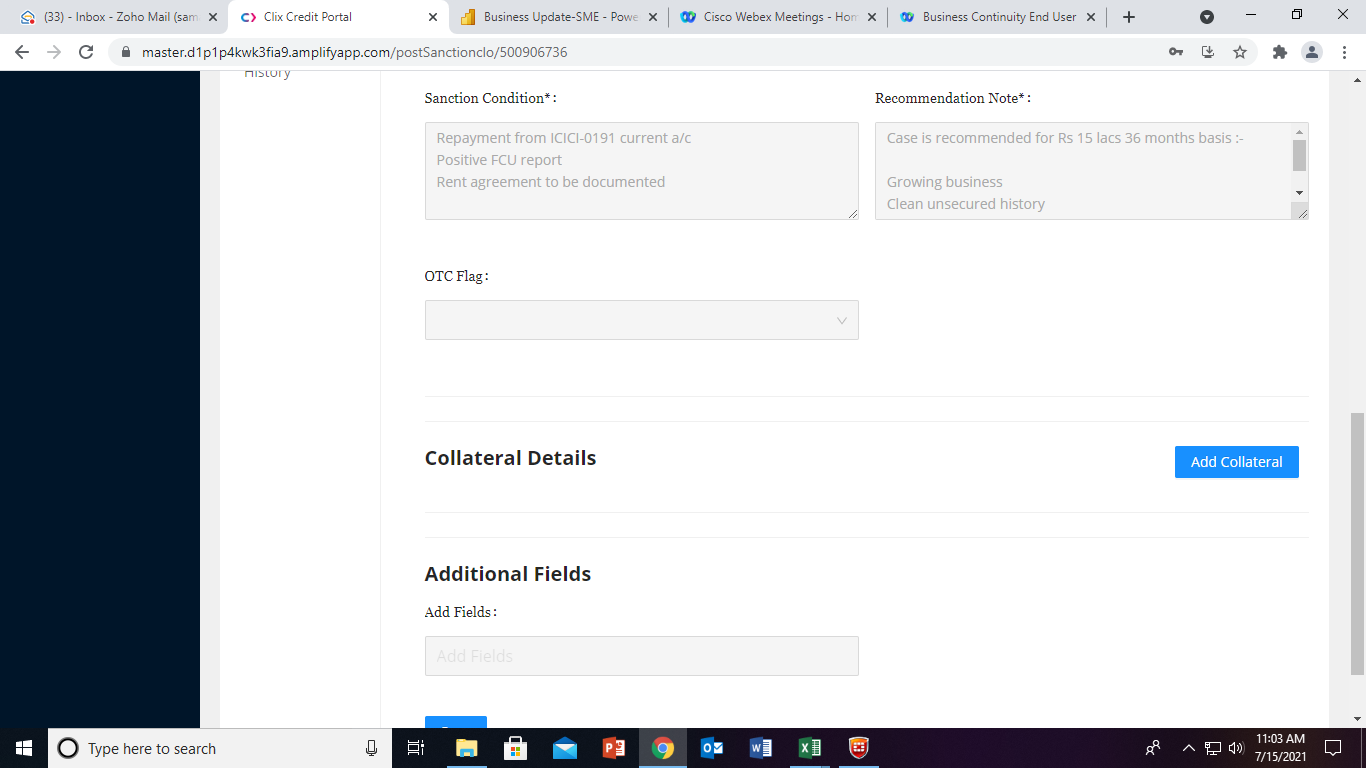 (33) - Inbox - Zoho Mail (sam
Clix Credit Portal
Business Update-SME - Powe
Cisco Webex Meetings - Hom
Business Continuity End User
master.d1p1p4kwk3fia9.amplifyapp.com/postSanctionclo/500906736
History
Sanction Condition*:
Recommendation Note*:
Repayment from ICICI-0191 current a/c
Positive FCU report
Rent agreement to be documented
Case is recommended for Rs 15 lacs 36 months basis :-
Growing business
Clean unsecured history
OTC Flag:
Collateral Details
Add Collateral
Additional Fields
Add Fields:
Add Fields
Type here to search
11:03 AM
7/15/2021